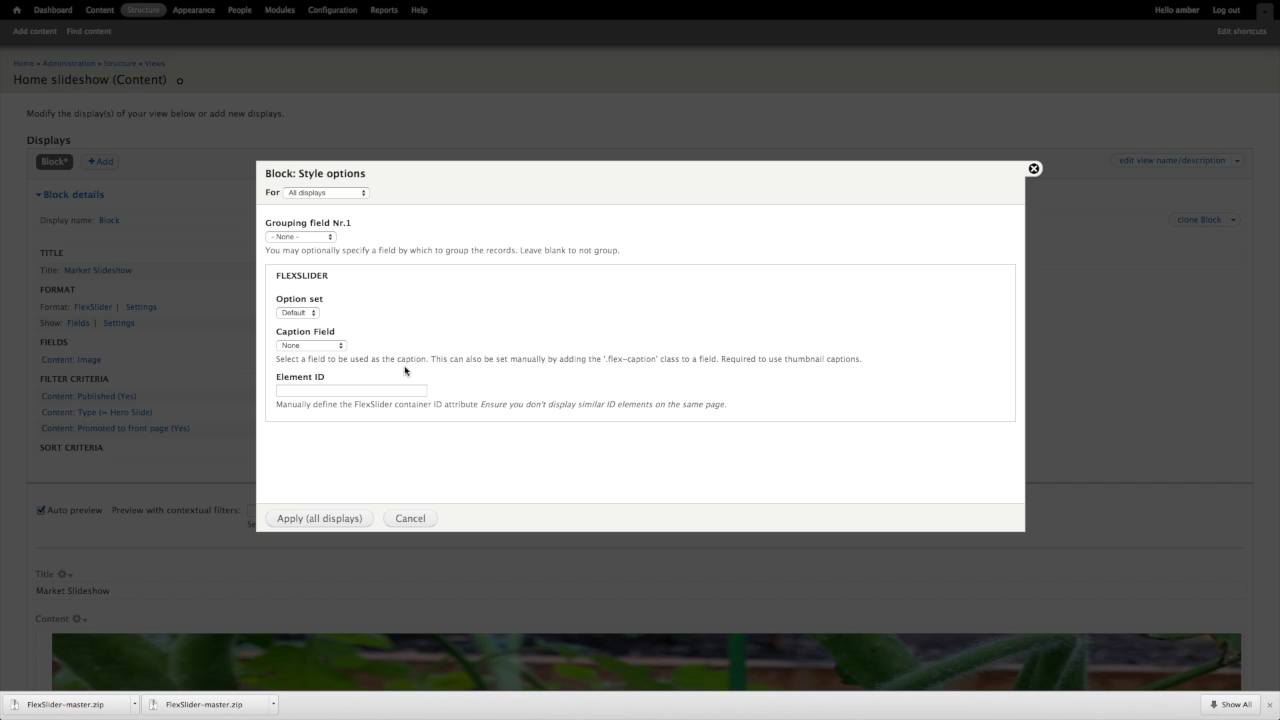 Dashboard Content Structure Appearance People Modules Configuration Reports Help Hello amber Log out
Add content Find content Edit shortcuts
Home » Administration » Structure » Views
Home slideshow (Content)
Modify the display(s) of your view below or add new displays.
Displays
Block* Add edit view name/description
Block details
Display name: Block clone Block
TITLE
Title: Market Slideshow
FORMAT
Format: FlexSlider | Settings
Show: Fields | Settings
FIELDS
Content: Image
FILTER CRITERIA
Content: Published (Yes)
Content: Type (= Hero Slide)
Content: Promoted to front page (Yes)
SORT CRITERIA
Block: Style options
For All displays
Grouping field Nr.1
- None -
You may optionally specify a field by which to group the records. Leave blank to not group.
FLEXSLIDER
Option set
Default
Caption Field
None
Select a field to be used as the caption. This can also be set manually by adding the '.flex-caption' class to a field. Required to use thumbnail captions.
Element ID
Manually define the FlexSlider container ID attribute Ensure you don't display similar ID elements on the same page.
Apply (all displays) Cancel
Auto preview Preview with contextual filters:
Se
Title
Market Slideshow
Content
FlexSlider-master.zip FlexSlider-master.zip Show All